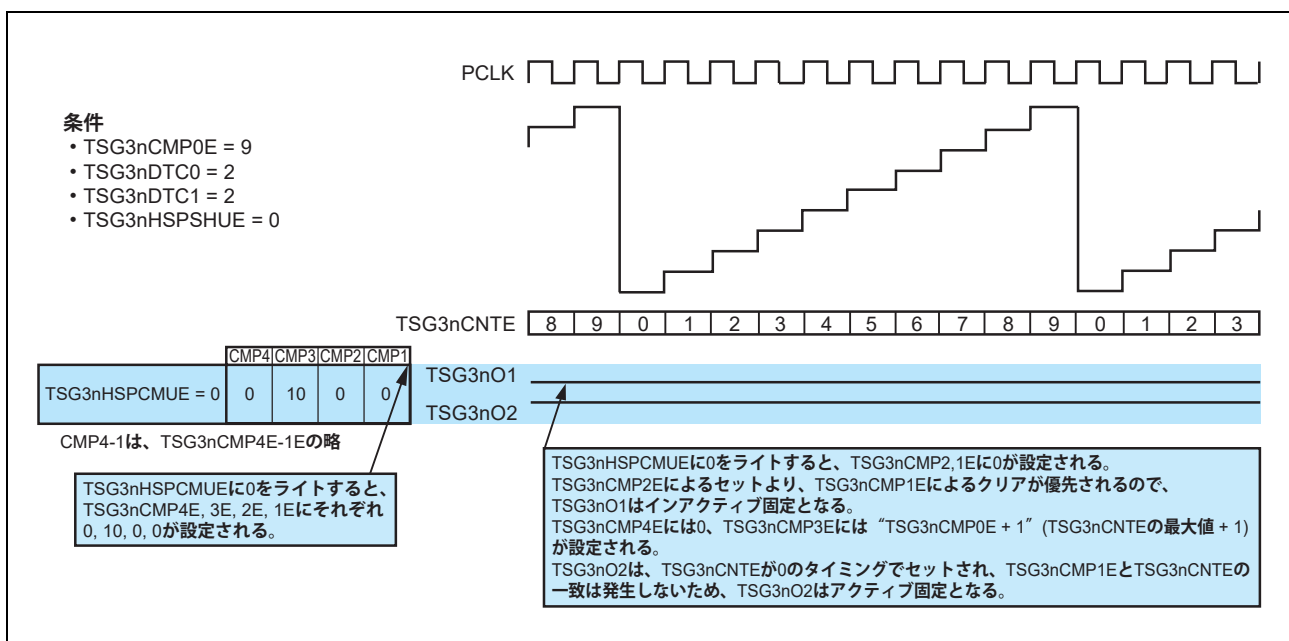 PCLK
条件
• TSG3nCMP0E = 9
• TSG3nDTC0 = 2
• TSG3nDTC1 = 2
• TSG3nHSPSHUE = 0
TSG3nCNTE 8 9 0 1 2 3 4 5 6 7 8 9 0 1 2 3
CMP4 CMP3 CMP2 CMP1
TSG3nHSPCMUE = 0 0 10 0 0
TSG3nO1
TSG3nO2
CMP4-1は、TSG3nCMP4E-1Eの略
TSG3nHSPCMUEに0をライトすると、
TSG3nCMP4E, 3E, 2E, 1Eにそれぞれ
0, 10, 0, 0が設定される。
TSG3nHSPCMUEに0をライトすると、TSG3nCMP2,1Eに0が設定される。
TSG3nCMP2Eによるセットより、TSG3nCMP1Eによるクリアが優先されるので、
TSG3nO1はインアクティブ固定となる。
TSG3nCMP4Eには0、TSG3nCMP3Eには“TSG3nCMP0E + 1” (TSG3nCNTEの最大値 + 1)
が設定される。
TSG3nO2は、TSG3nCNTEが0のタイミングでセットされ、TSG3nCMP1EとTSG3nCNTEの
一致は発生しないため、TSG3nO2はアクティブ固定となる。